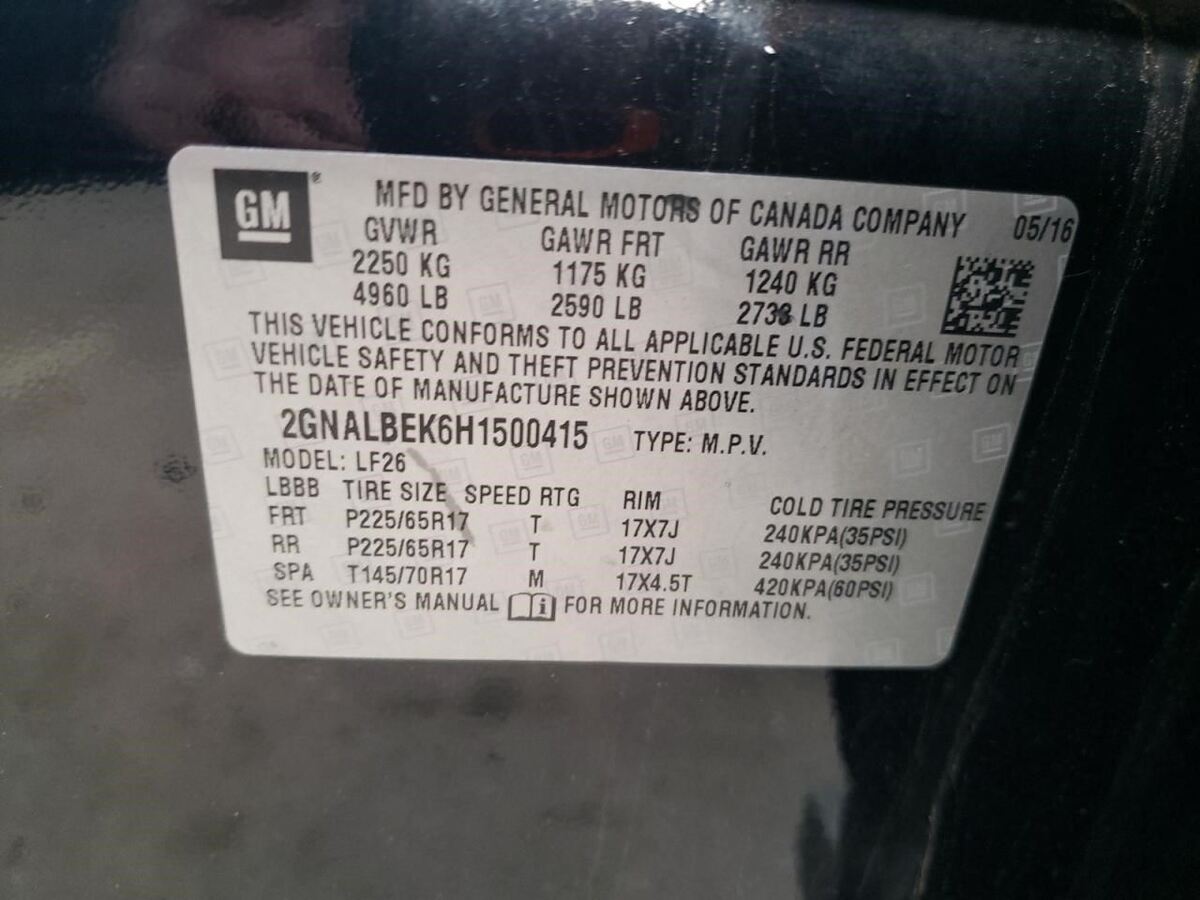 GM®
MFD BY GENERAL MOTORS OF CANADA COMPANY 05/16
GVWR GAWR FRT GAWR RR
2250 KG 1175 KG 1240 KG
4960 LB 2590 LB 2733 LB
THIS VEHICLE CONFORMS TO ALL APPLICABLE U.S. FEDERAL MOTOR
VEHICLE SAFETY AND THEFT PREVENTION STANDARDS IN EFFECT ON
THE DATE OF MANUFACTURE SHOWN ABOVE.
2GNALBEK6H1500415 TYPE: M.P.V.
MODEL: LF26
LBBB TIRE SIZE SPEED RTG RIM COLD TIRE PRESSURE
FRT P225/65R17 T 17X7J 240KPA(35PSI)
RR P225/65R17 T 17X7J 240KPA(35PSI)
SPA T145/70R17 M 17X4.5T 420KPA(60PSI)
SEE OWNER'S MANUAL FOR MORE INFORMATION.